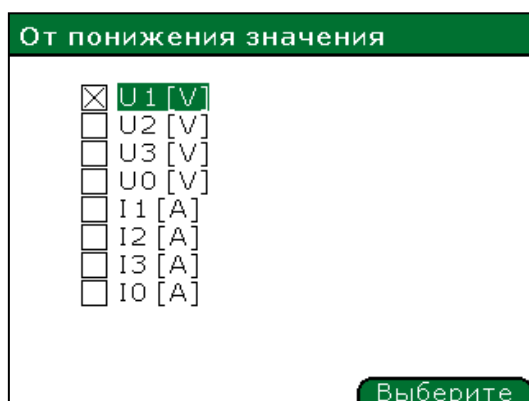 От понижения значения
U1 [V]
U2 [V]
U3 [V]
U0 [V]
I1 [A]
I2 [A]
I3 [A]
I0 [A]
Выберите